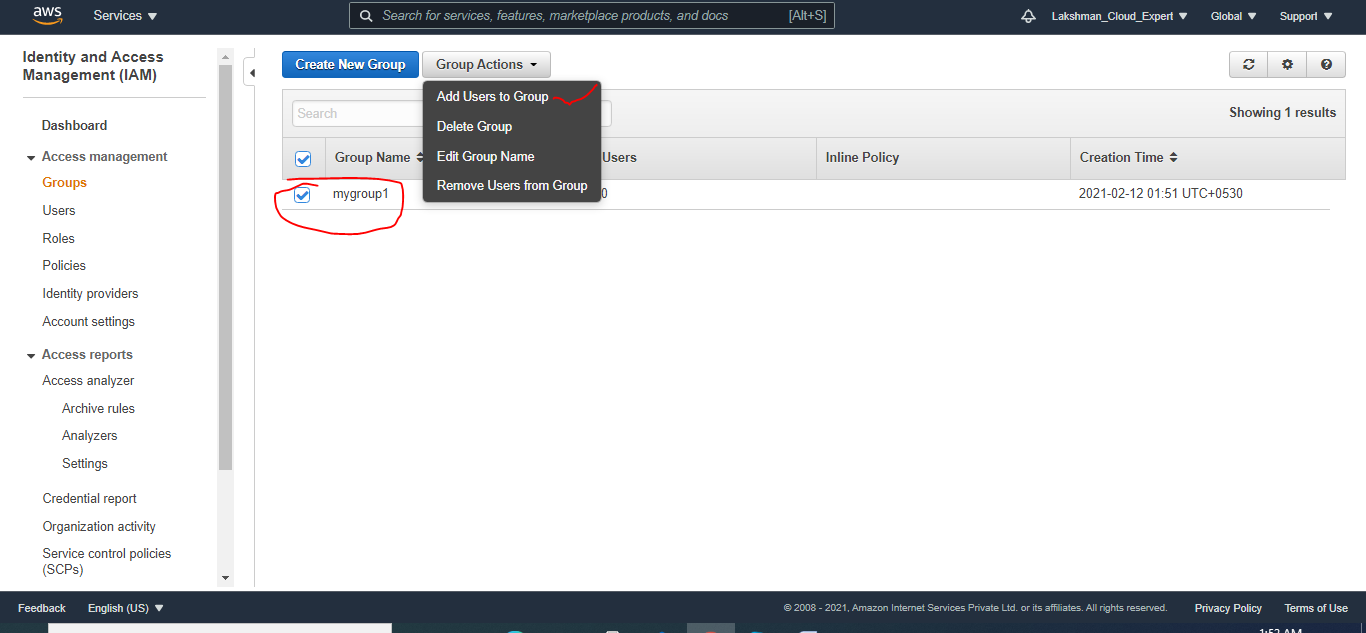 aws
Services
Search for services, features, marketplace products, and docs
[Alt+S]
Lakshman_Cloud_Expert
Global
Support
Identity and Access
Management (IAM)
Dashboard
Access management
Groups
Users
Roles
Policies
Identity providers
Account settings
Access reports
Access analyzer
Archive rules
Analyzers
Settings
Credential report
Organization activity
Service control policies
(SCPs)
Create New Group
Group Actions
Add Users to Group
Delete Group
Edit Group Name
Remove Users from Group
Search
Showing 1 results
Group Name
Users
Inline Policy
Creation Time
mygroup1
0
2021-02-12 01:51 UTC+0530
Feedback
English (US)
© 2008 - 2021, Amazon Internet Services Private Ltd. or its affiliates. All rights reserved.
Privacy Policy
Terms of Use
1:52 AM